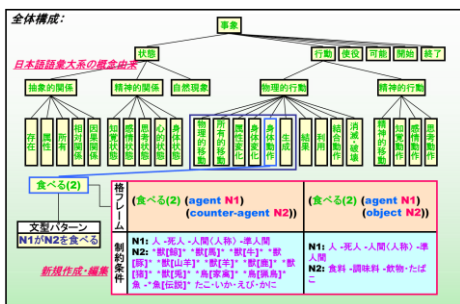 全体構成:
事象
日本語語彙大系の概念由来
状態
行動
使役
可能
開始
終了
抽象的関係
精神的関係
自然現象
物理的行動
精神的行動
存在
属性
所有
相対関係
因果関係
知覚状態
感情状態
思考状態
心的状態
身体状態
物理的移動
所有的移動
属性変化
身体変化
身体動作
生成
結果
利用
結合動作
消滅・破壊
精神的移動
知覚動作
感情動作
思考動作
食べる(2)
文型パターン
N1がN2を食べる
新規作成・編集
格フレーム
(食べる(2) (agent N1)
(counter-agent N2))
(食べる(2) (agent N1)
(object N2))
制約条件
N1: 人 -死人 -人間〈人称〉 -準人間
N2: *獣[餌]* *獣[馬]* *獣[牛]* *獣
[豚]* *獣[山羊]* *獣[羊]* *獣[鹿]* *獣
[猪]* *獣[兎]* *鳥[家禽]* *鳥[猟鳥]*
魚 -*魚[伝説]* たこ・いか・えび・かに
N1: 人 -死人 -人間〈人称〉 -準
人間
N2: 食料 -調味料 -飲物・たば
こ